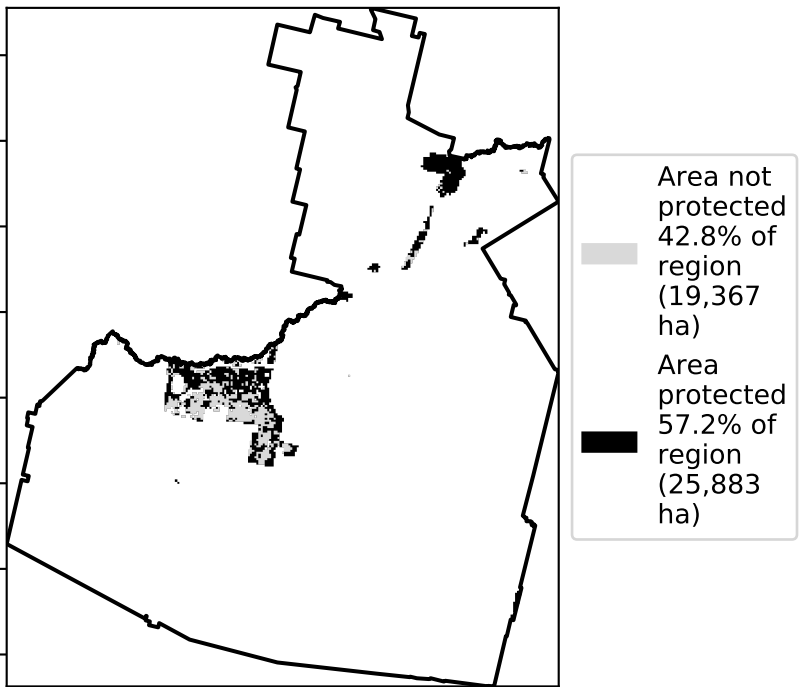 Area not
protected
42.8% of
region
(19,367
ha)
Area
protected
57.2% of
region
(25,883
ha)